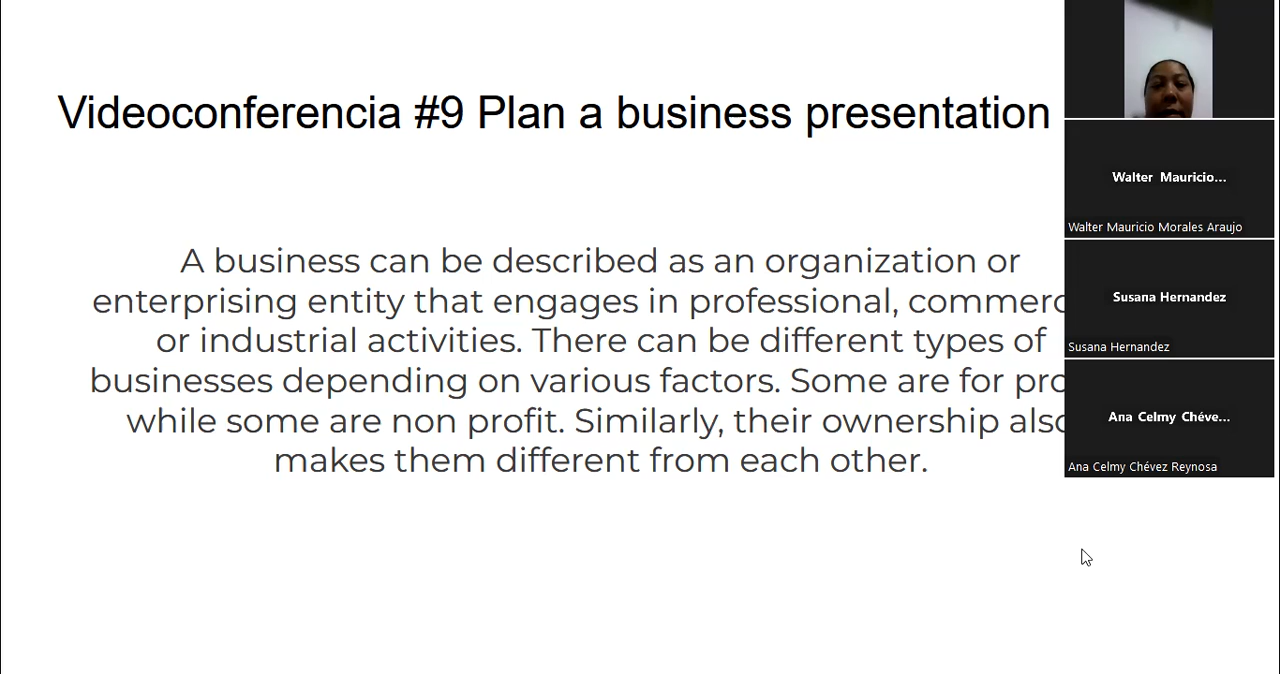 Videoconferencia #9 Plan a business presentation
A business can be described as an organization or
enterprising entity that engages in professional,
or industrial activities. There can be different types of
businesses depending on various factors. Some are for
while some are non profit. Similarly, their ownership also
makes them different from each other.
Walter Mauricio...
Walter Mauricio Morales Araujo
Susana Hernandez
Susana Hernandez
Ana Celmy Chéve...
Ana Celmy Chévez Reynosa